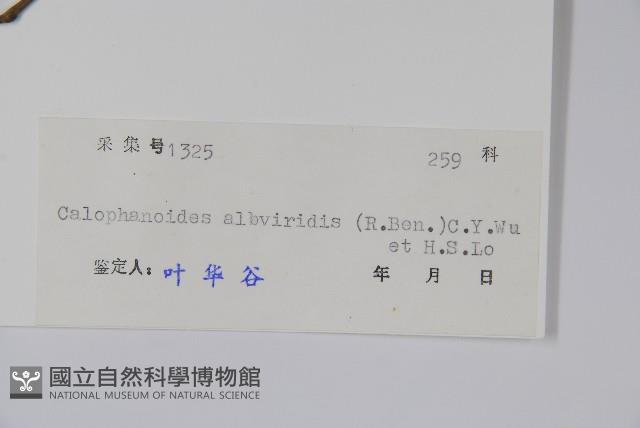 采集号1325 259 科
Calophanoides albviridis (R.Ben.)C.Y.Wu
et H.S.Lo
鉴定人: 叶华谷 年 月 日
國立自然科學博物館
NATIONAL MUSEUM OF NATURAL SCIENCE